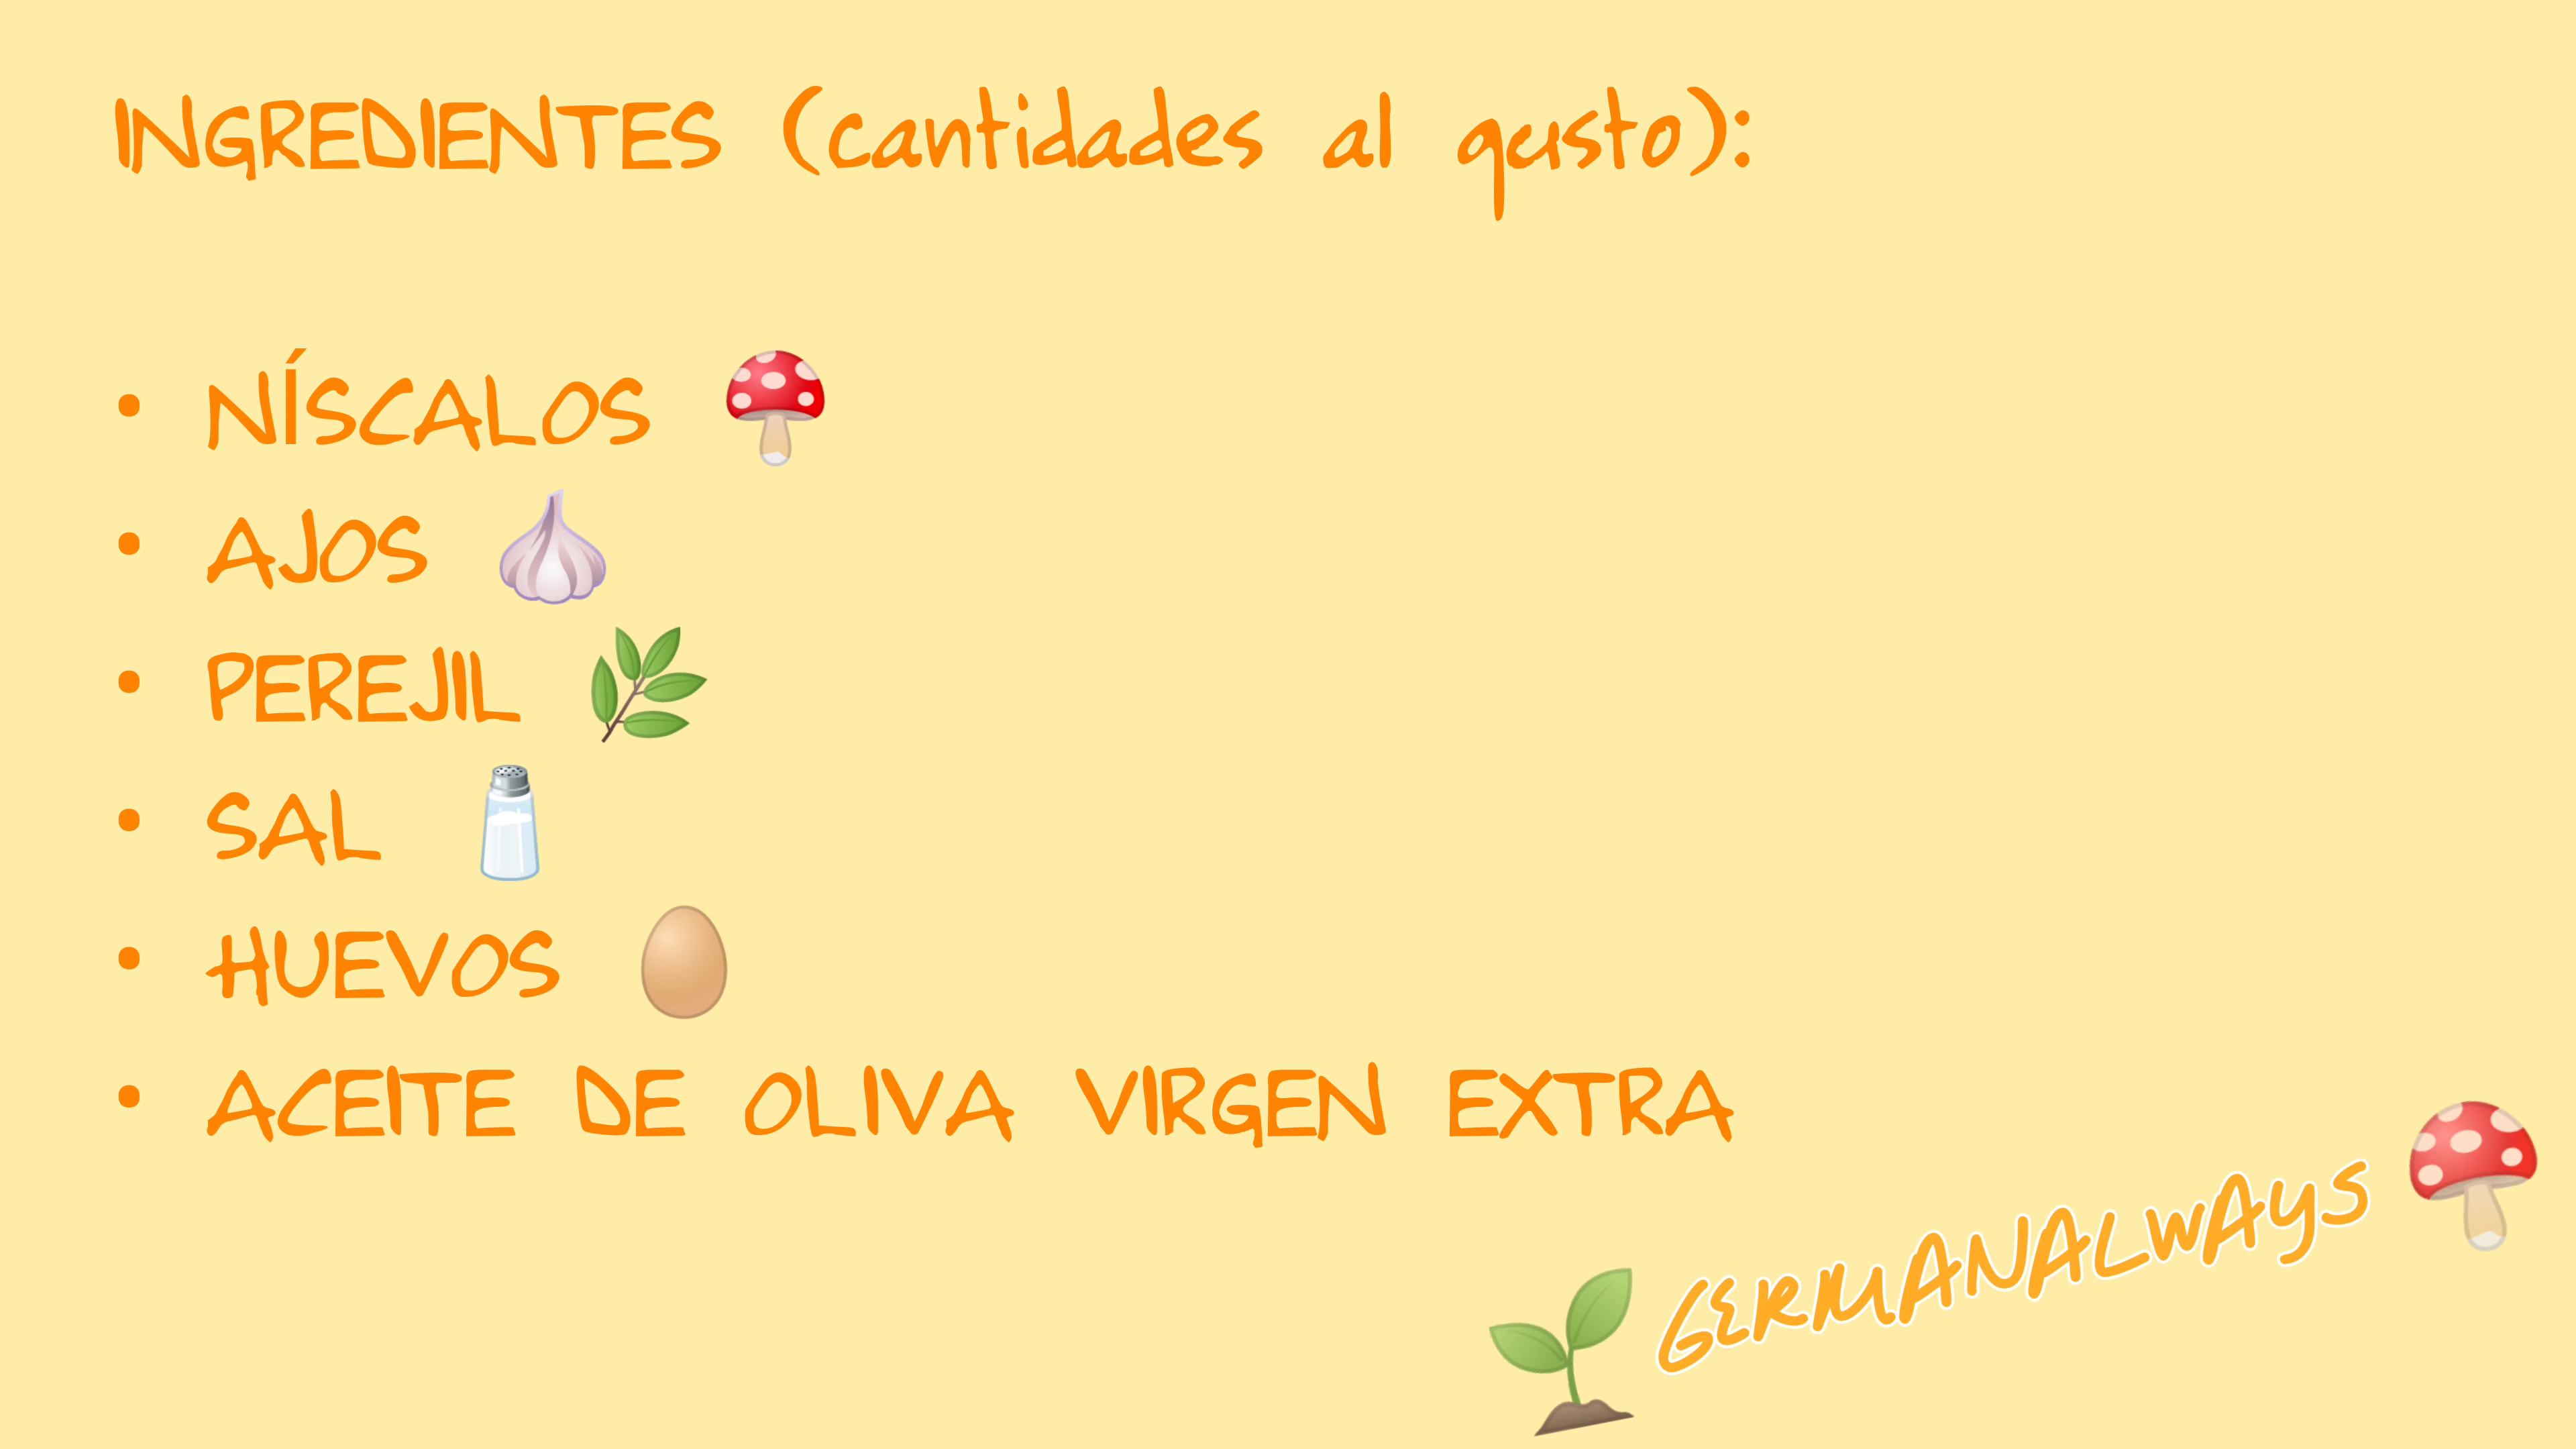 INGREDIENTES (cantidades al gusto):
• NÍSCALOS 🍄
• AJOS 🧄
• PEREJIL 🌿
• SAL 🧂
• HUEVOS 🥚
• ACEITE DE OLIVA VIRGEN EXTRA
🌱 GERMANALWAYS 🍄